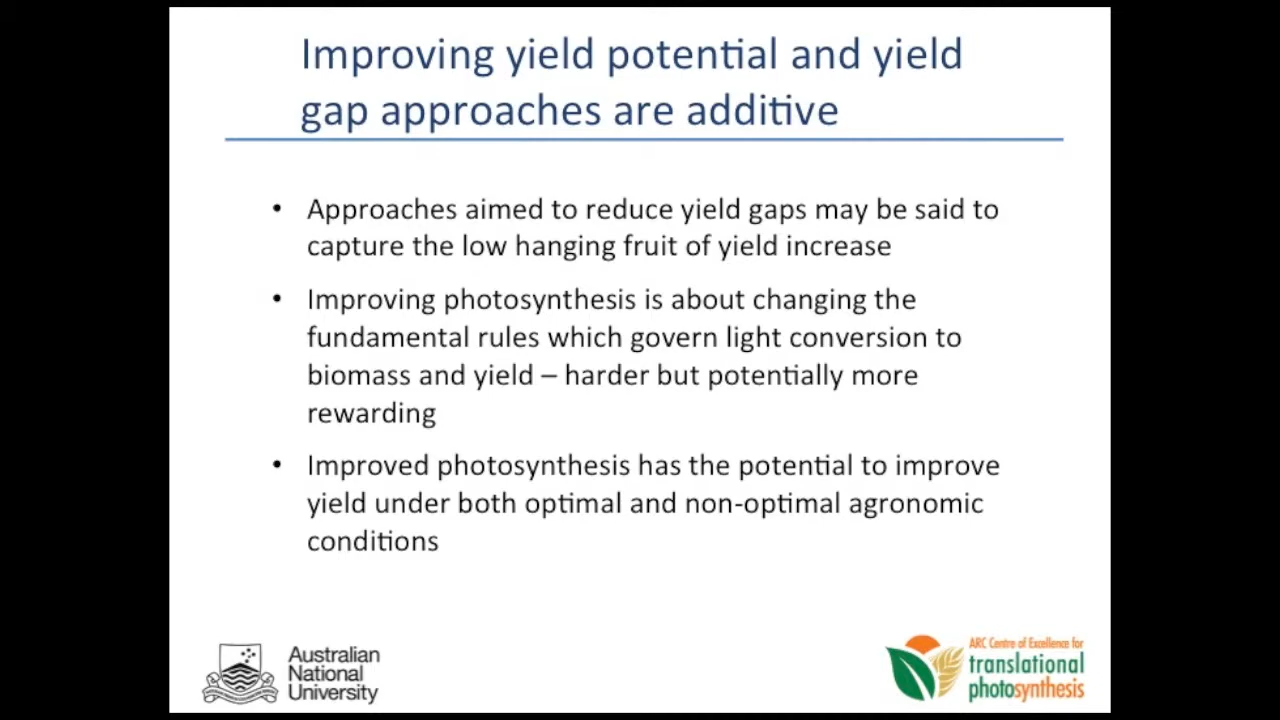 Improving yield potential and yield
gap approaches are additive
• Approaches aimed to reduce yield gaps may be said to
capture the low hanging fruit of yield increase
• Improving photosynthesis is about changing the
fundamental rules which govern light conversion to
biomass and yield – harder but potentially more
rewarding
• Improved photosynthesis has the potential to improve
yield under both optimal and non-optimal agronomic
conditions
Australian
National
University
ARC Centre of Excellence for
translational
photosynthesis